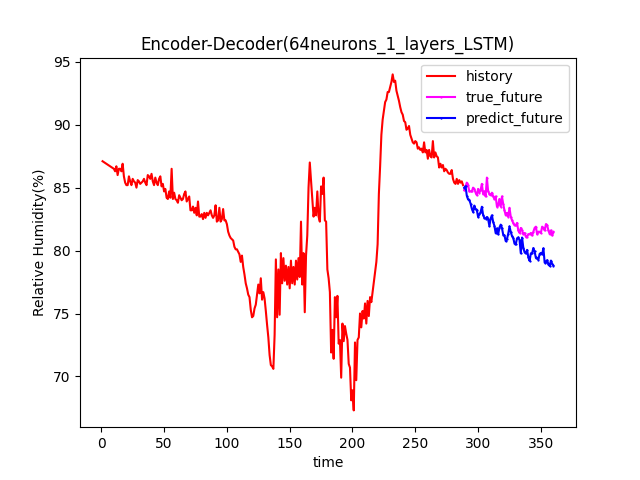 Encoder-Decoder(64neurons_1_layers_LSTM)
history
true_future
predict_future
Relative Humidity(%)
95
90
85
80
75
70
0 50 100 150 200 250 300 350
time